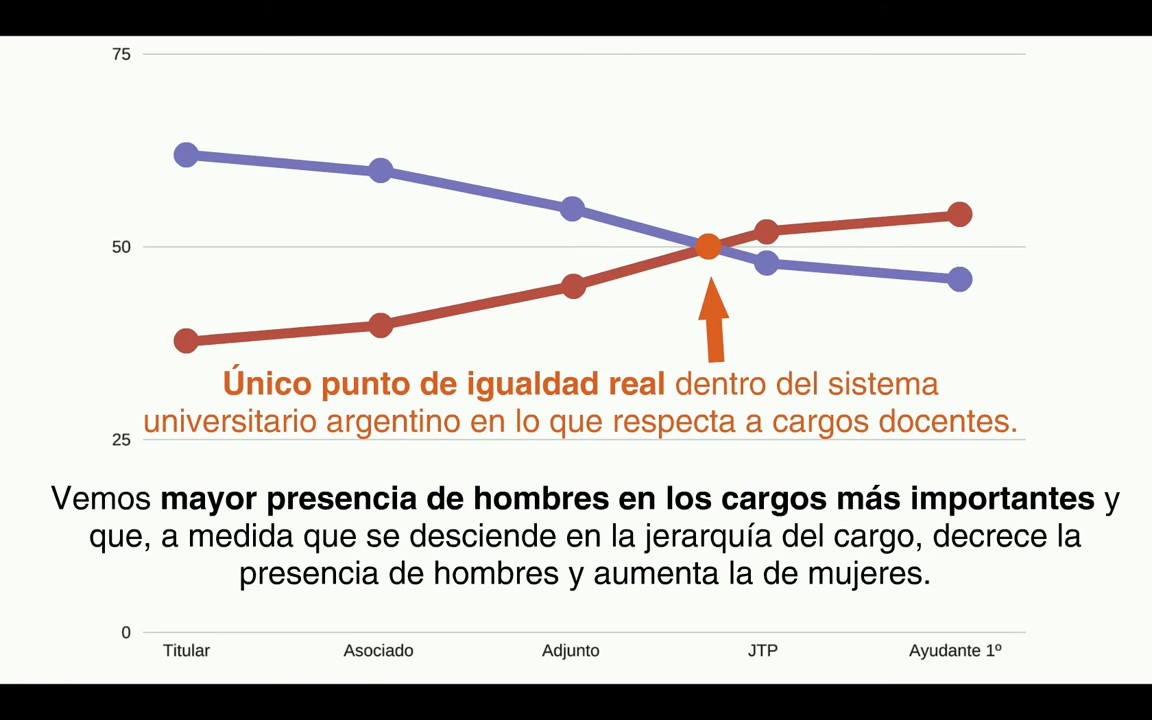 75
50
Único punto de igualdad real dentro del sistema
universitario argentino en lo que respecta a cargos docentes.
25
Vemos mayor presencia de hombres en los cargos más importantes y
que, a medida que se desciende en la jerarquía del cargo, decrece la
presencia de hombres y aumenta la de mujeres.
0
Titular Asociado Adjunto JTP Ayudante 1º